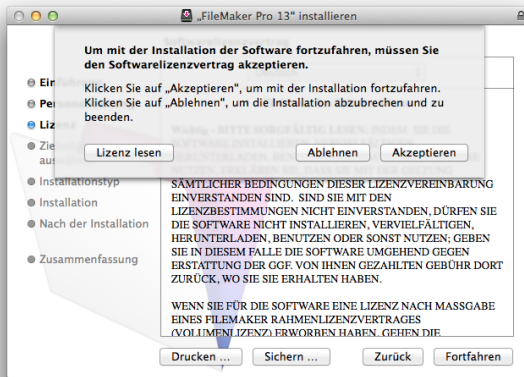 „FileMaker Pro 13“ installieren
Um mit der Installation der Software fortzufahren, müssen Sie
den Softwarelizenzvertrag akzeptieren.
Klicken Sie auf „Akzeptieren“, um mit der Installation fortzufahren.
Klicken Sie auf „Ablehnen“, um die Installation abzubrechen und zu
beenden.
Lizenz lesen
Ablehnen
Akzeptieren
Installationstyp
Installation
Nach der Installation
Zusammenfassung
SÄMTLICHER BEDINGUNGEN DIESER LIZENZVEREINBARUNG
EINVERSTANDEN SIND. SIND SIE MIT DEN
LIZENZBESTIMMUNGEN NICHT EINVERSTANDEN, DÜRFEN SIE
DIE SOFTWARE NICHT INSTALLIEREN, VERVIELFÄLTIGEN,
HERUNTERLADEN, BENUTZEN ODER SONST NUTZEN; GEBEN
SIE IN DIESEM FALLE DIE SOFTWARE UMGEHEND GEGEN
ERSTATTUNG DER GGF. VON IHNEN GEZAHLTEN GEBÜHR DORT
ZURÜCK, WO SIE SIE ERHALTEN HABEN.
WENN SIE FÜR DIE SOFTWARE EINE LIZENZ NACH MASSGABE
EINES FILEMAKER RAHMENLIZENZVERTRAGES
(VOLUMENLIZENZ) ERWORBEN HABEN, GEHEN DIE
Drucken ...
Sichern ...
Zurück
Fortfahren